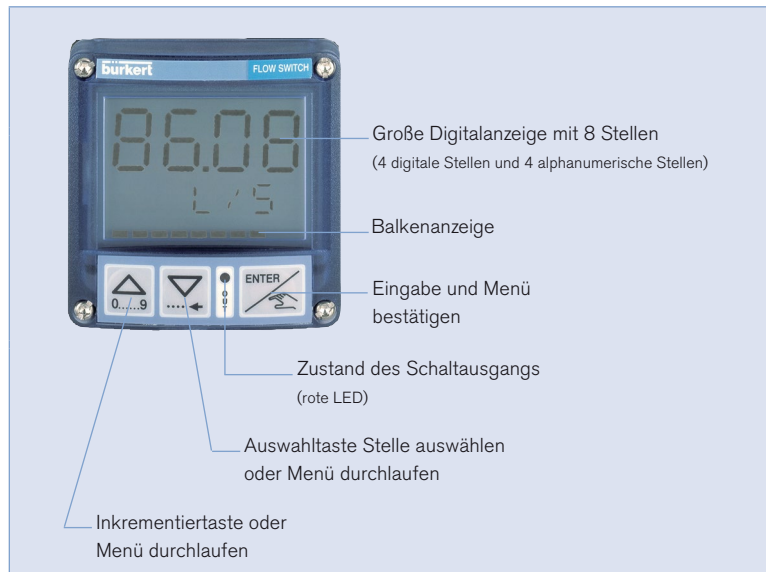 bürkert
FLOW SWITCH
86.08
L/S
Große Digitalanzeige mit 8 Stellen
(4 digitale Stellen und 4 alphanumerische Stellen)
Balkenanzeige
0......9
.....
OUT
ENTER
Eingabe und Menü
bestätigen
Zustand des Schaltausgangs
(rote LED)
Auswahltaste Stelle auswählen
oder Menü durchlaufen
Inkrementiertaste oder
Menü durchlaufen